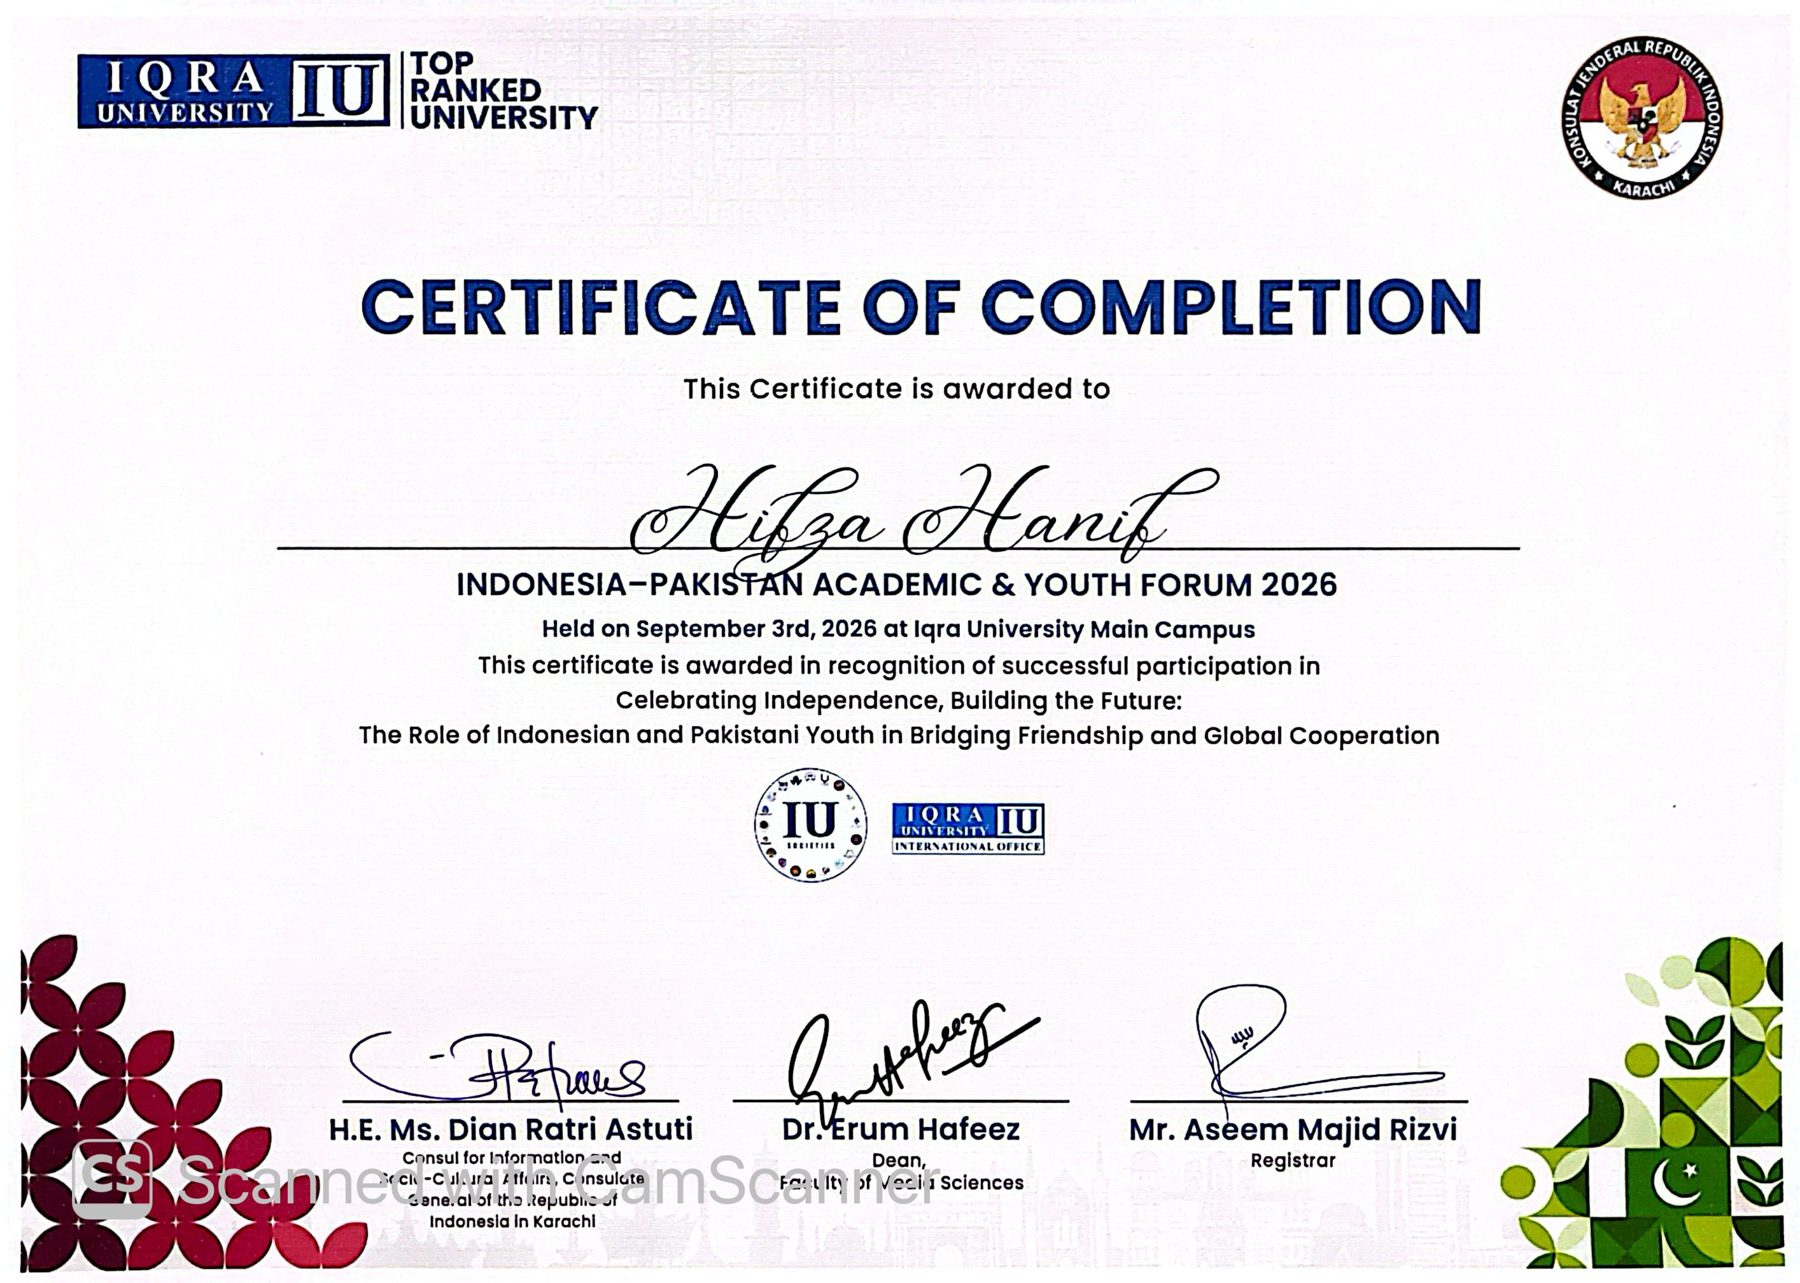 IQRA
UNIVERSITY
IU
TOP
RANKED
UNIVERSITY
KONSULAT JENDERAL REPUBLIK INDONESIA
KARACHI
CERTIFICATE OF COMPLETION
This Certificate is awarded to
Hifza Hanif
INDONESIA–PAKISTAN ACADEMIC & YOUTH FORUM 2026
Held on September 3rd, 2026 at Iqra University Main Campus
This certificate is awarded in recognition of successful participation in
Celebrating Independence, Building the Future:
The Role of Indonesian and Pakistani Youth in Bridging Friendship and Global Cooperation
IU
SOCIETIES
IQRA
UNIVERSITY
IU
INTERNATIONAL OFFICE
H.E. Ms. Dian Ratri Astuti
Consul for Information and
Socio-Cultural Affairs, Consulate
General of the Republic of
Indonesia in Karachi
Dr. Erum Hafeez
Dean,
Faculty of Media Sciences
Mr. Aseem Majid Rizvi
Registrar
CS Scanned with CamScanner